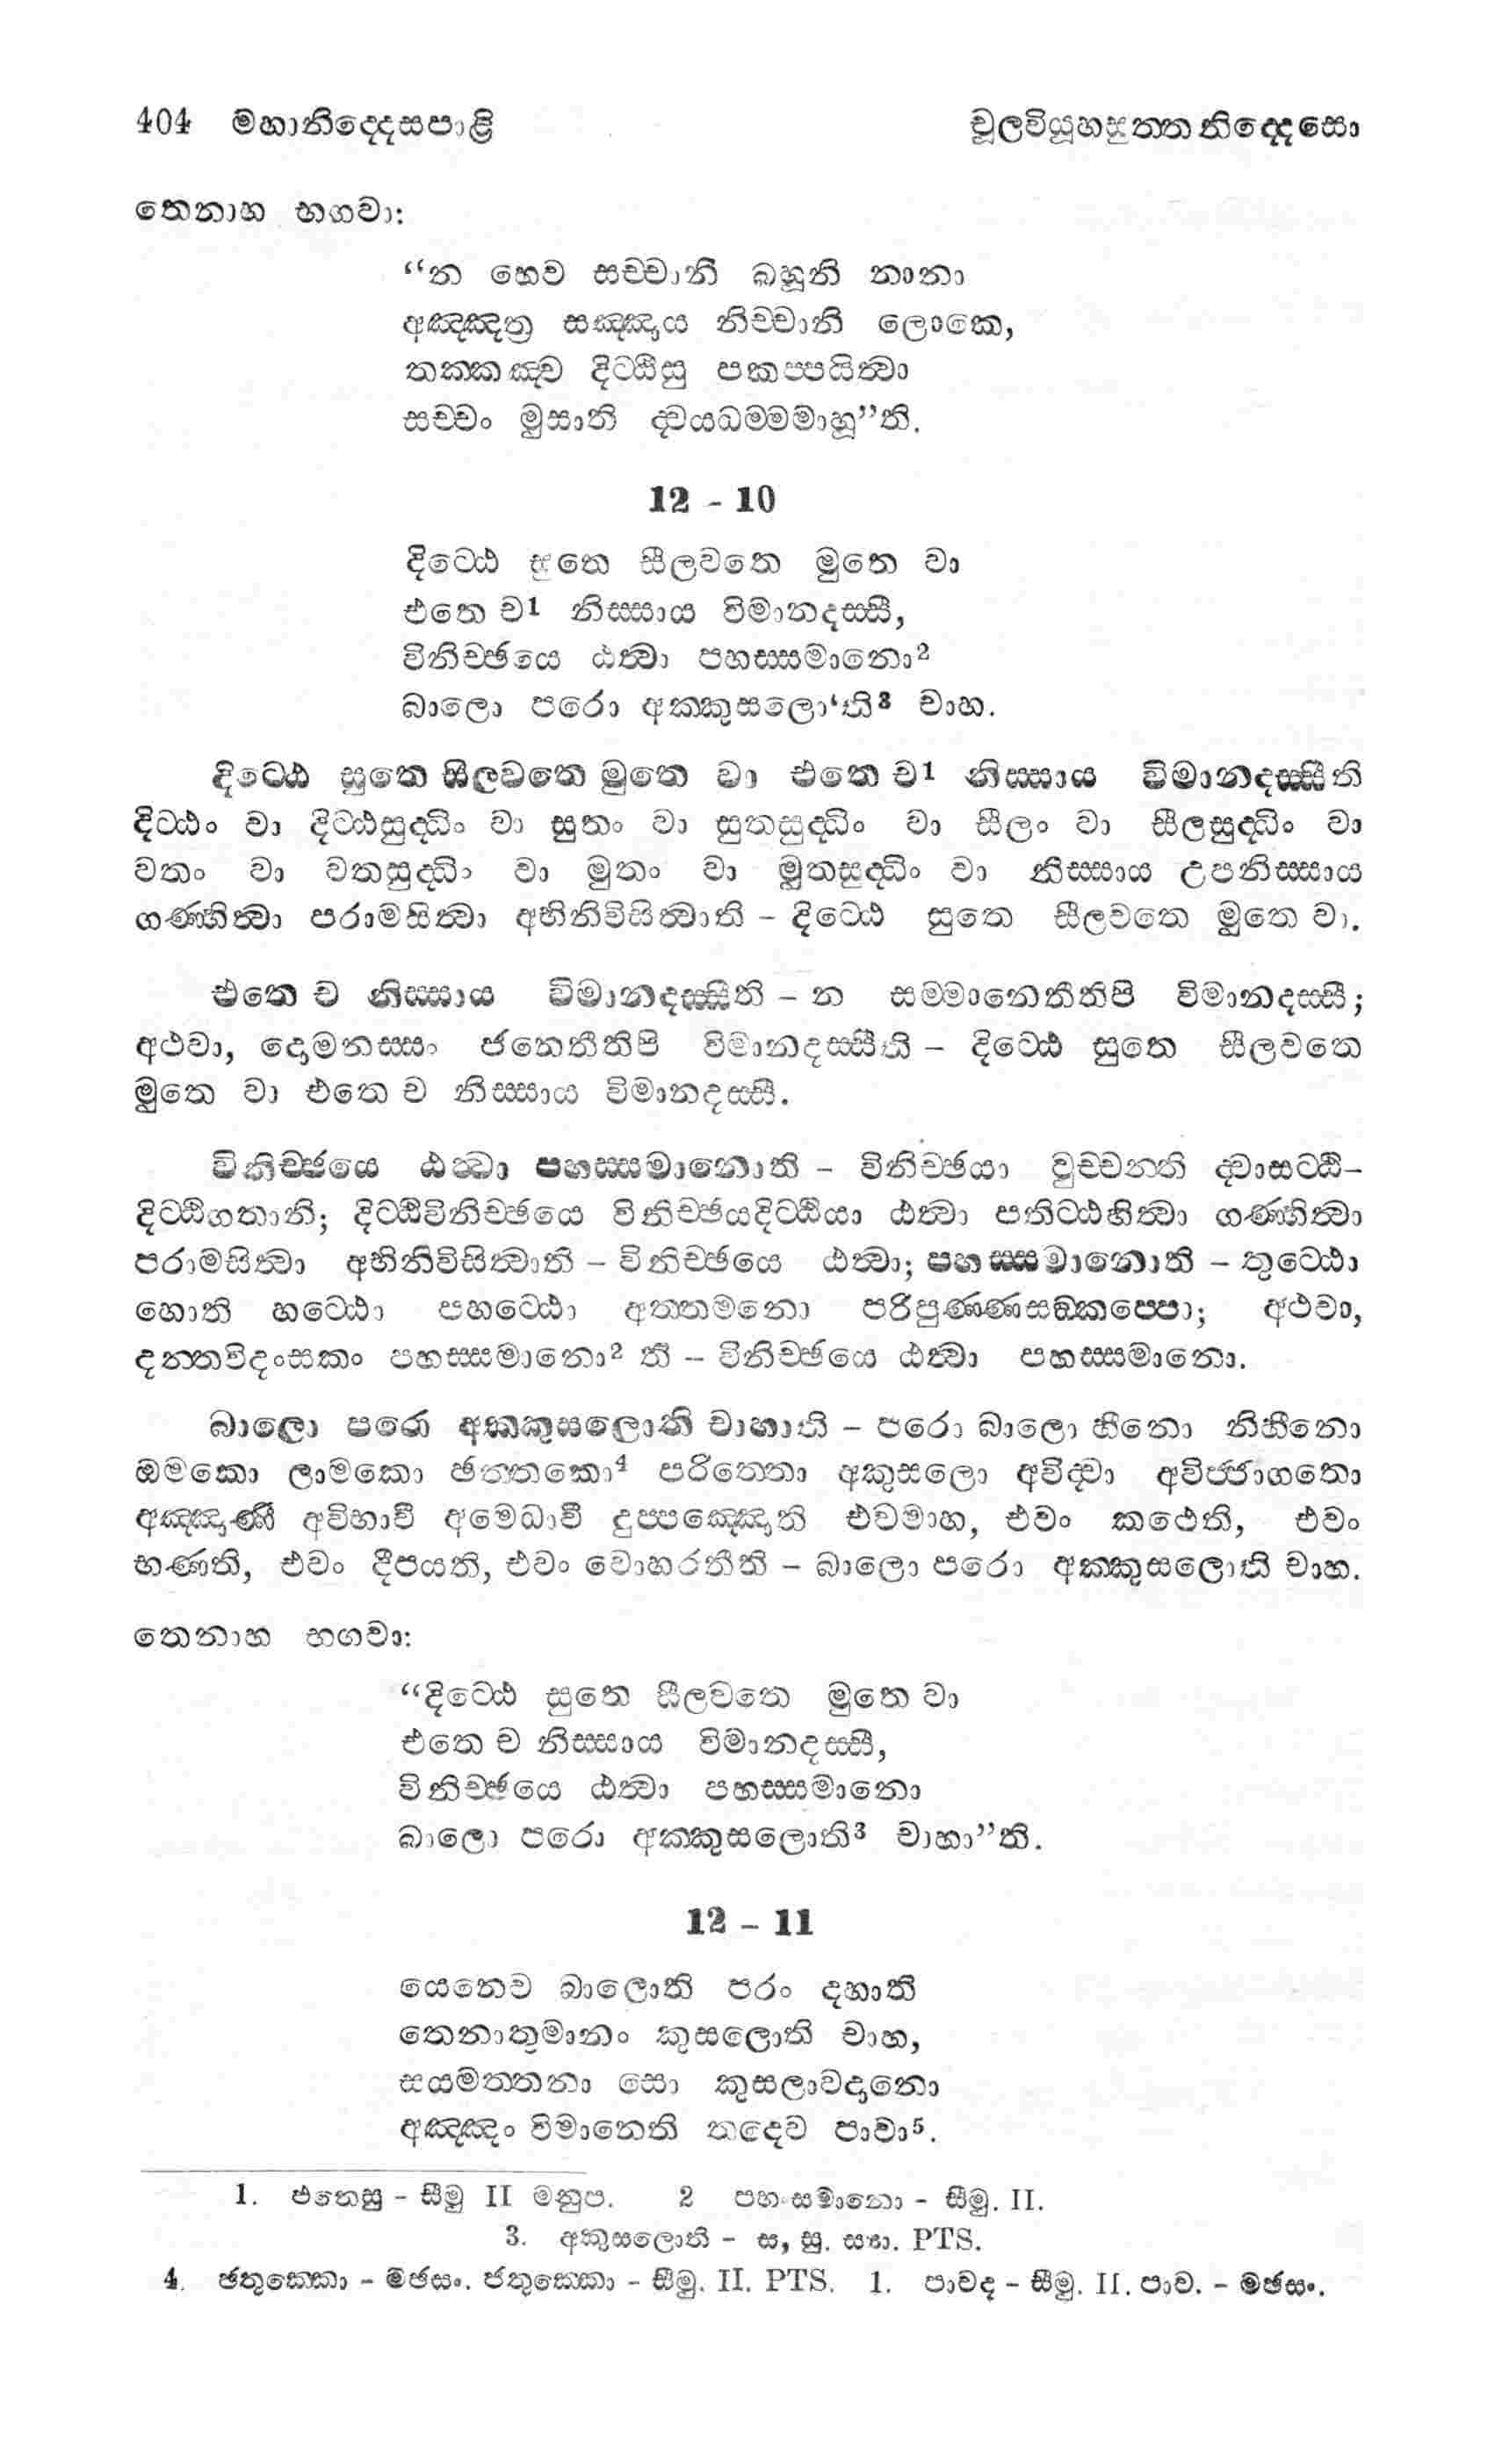 404 මහානිද්දෙසපාළි චූලවියූහසුත්තනිද්දෙසො
තෙනාහ භගවා:
“න හෙව සච්චානි බහූනි නානා
අඤ්ඤත්‍ර සඤ්ඤාය නිච්චානි ලොකෙ,
තක්කඤ්ච දිට්ඨීසු පකප්පයිත්‍වා
සච්චං මුසාති ද්‍වයධම්මමාහූ”ති.
12 - 10
දිට්ඨෙ සුතෙ සීලවතෙ මුතෙ වා
එතෙ ච1 නිස්සාය විමානදස්සී,
විනිච්ඡයෙ ඨත්‍වා පහස්සමානො2
බාලො පරො අක්කුසලො‘ති3 චාහ.
දිට්ඨෙ සුතෙ සීලවතෙ මුතෙ වා එතෙ ච1 නිස්සාය විමානදස්සීති
දිට්ඨං වා දිට්ඨසුද්ධිං වා සුතං වා සුතසුද්ධිං වා සීලං වා සීලසුද්ධිං වා
වතං වා වතසුද්ධිං වා මුතං වා මුතසුද්ධිං වා නිස්සාය උපනිස්සාය
ගණ්හිත්‍වා පරාමසිත්‍වා අභිනිවිසිත්‍වාති - දිට්ඨෙ සුතෙ සීලවතෙ මුතෙ වා.
එතෙ ච නිස්සාය විමානදස්සීති - න සම්මානෙතීතිපි විමානදස්සී;
අථවා, දොමනස්සං ජනෙතීතිපි විමානදස්සීති - දිට්ඨෙ සුතෙ සීලවතෙ
මුතෙ වා එතෙ ච නිස්සාය විමානදස්සී.
විනිච්ඡයෙ ඨත්‍වා පහස්සමානොති - විනිච්ඡයා වුච්චන්ති ද්‍වාසට්ඨි-
දිට්ඨිගතානි; දිට්ඨිවිනිච්ඡයෙ විනිච්ඡයදිට්ඨියා ඨත්‍වා පතිට්ඨහිත්‍වා ගණ්හිත්‍වා
පරාමසිත්‍වා අභිනිවිසිත්‍වාති - විනිච්ඡයෙ ඨත්‍වා; පහස්සමානොති - තුට්ඨො
හොති හට්ඨො පහට්ඨො අත්තමනො පරිපුණ්ණසඞ්කප්පො; අථවා,
දන්තවිදංසකං පහස්සමානො2 ති - විනිච්ඡයෙ ඨත්‍වා පහස්සමානො.
බාලො පරො අක්කුසලොති චාහාති - පරො බාලො හීනො නිහීනො
ඔමකො ලාමකො ඡත්තකො4 පරිත්තො අකුසලො අවිද්‍වා අවිජ්ජාගතො
අඤ්ඤාණී අවිභාවී අමෙධාවී දුප්පඤ්ඤොති එවමාහ, එවං කථෙති, එවං
භණති, එවං දීපයති, එවං වොහරතීති - බාලො පරො අක්කුසලොති චාහ.
තෙනාහ භගවා:
“දිට්ඨෙ සුතෙ සීලවතෙ මුතෙ වා
එතෙ ච නිස්සාය විමානදස්සී,
විනිච්ඡයෙ ඨත්‍වා පහස්සමානො
බාලො පරො අක්කුසලොති3 චාහා”ති.
12 - 11
යෙනෙව බාලොති පරං දහාති
තෙනාතුමානං කුසලොති චාහ,
සයමත්තනා සො කුසලාවදානො
අඤ්ඤං විමානෙති තදෙව පාවා5.
1. එතෙසු - සීමු II මනුප. 2 පහංසමානො - සීමු. II.
3. අකුසලොති - ස, සු. ස්‍යා. PTS.
4. ඡතුක්කො - මජසං. ජතුක්කො - සීමු. II. PTS. 1. පාවද - සීමු. II. පාව. - මජසං.